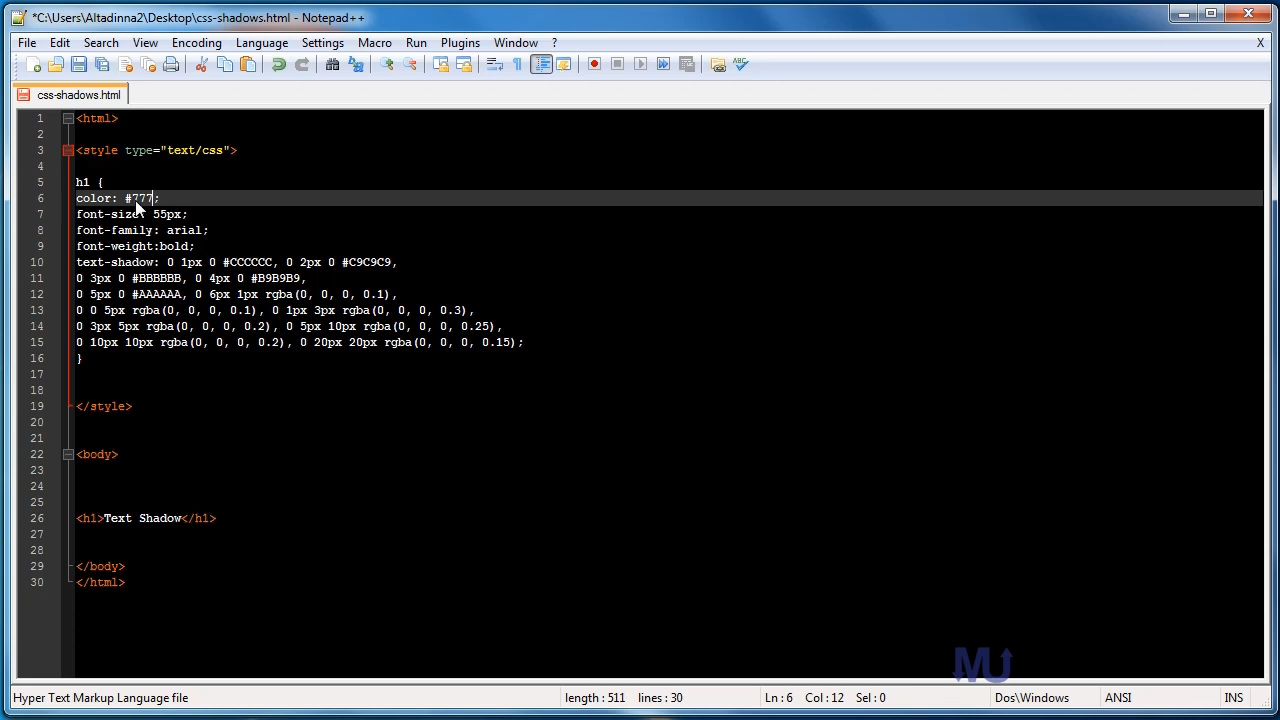 *C:\Users\Altadinna2\Desktop\css-shadows.html - Notepad++
File Edit Search View Encoding Language Settings Macro Run Plugins Window ? X
css-shadows.html
1 <html>
2
3 <style type="text/css">
4
5 h1 {
6 color: #777;
7 font-size: 55px;
8 font-family: arial;
9 font-weight:bold;
10 text-shadow: 0 1px 0 #CCCCCC, 0 2px 0 #C9C9C9,
11 0 3px 0 #BBBBBB, 0 4px 0 #B9B9B9,
12 0 5px 0 #AAAAAA, 0 6px 1px rgba(0, 0, 0, 0.1),
13 0 0 5px rgba(0, 0, 0, 0.1), 0 1px 3px rgba(0, 0, 0, 0.3),
14 0 3px 5px rgba(0, 0, 0, 0.2), 0 5px 10px rgba(0, 0, 0, 0.25),
15 0 10px 10px rgba(0, 0, 0, 0.2), 0 20px 20px rgba(0, 0, 0, 0.15);
16 }
17
18
19 </style>
20
21
22 <body>
23
24
25
26 <h1>Text Shadow</h1>
27
28
29 </body>
30 </html>
MU
Hyper Text Markup Language file length : 511 lines : 30 Ln : 6 Col : 12 Sel : 0 Dos\Windows ANSI INS